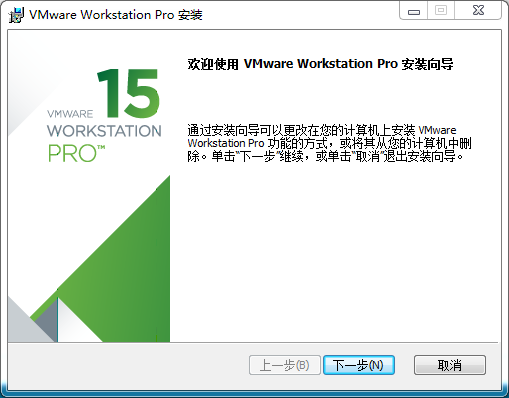 VMware Workstation Pro 安装
欢迎使用 VMware Workstation Pro 安装向导
15
VMWARE
WORKSTATION
PRO™
通过安装向导可以更改在您的计算机上安装 VMware
Workstation Pro 功能的方式，或将其从您的计算机中删
除。单击“下一步”继续，或单击“取消”退出安装向导。
上一步(B)
下一步(N)
取消